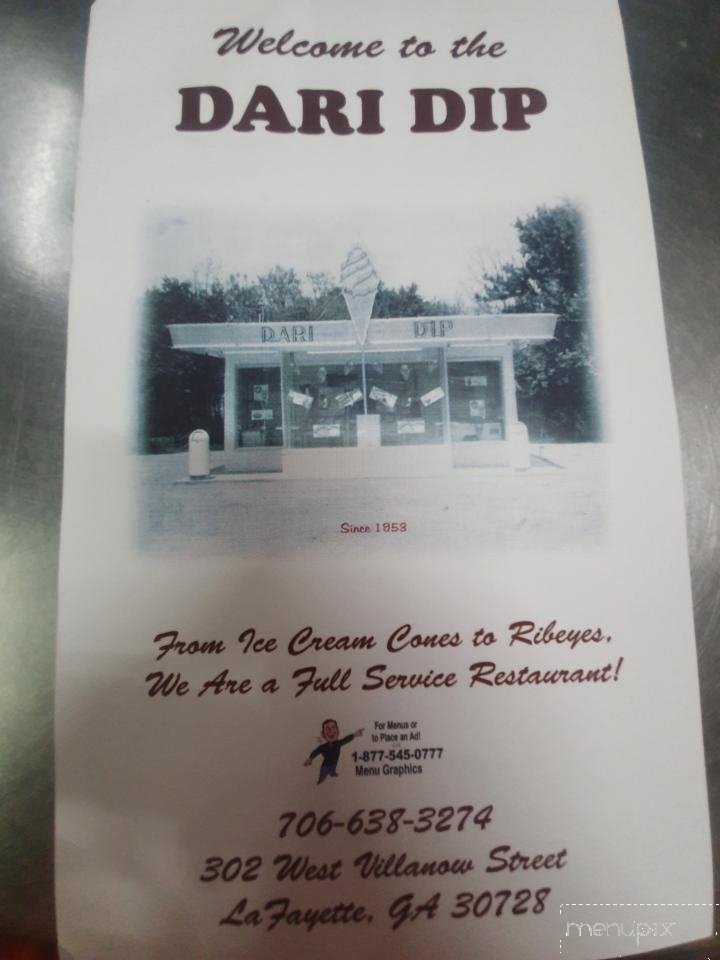 Welcome to the
DARI DIP
DARI DIP
Since 1953
From Ice Cream Cones to Ribeyes,
We Are a Full Service Restaurant!
For Menus or
to Place an Ad!
1-877-545-0777
Menu Graphics
706-638-3274
302 West Villanow Street
LaFayette, GA 30728
menupix